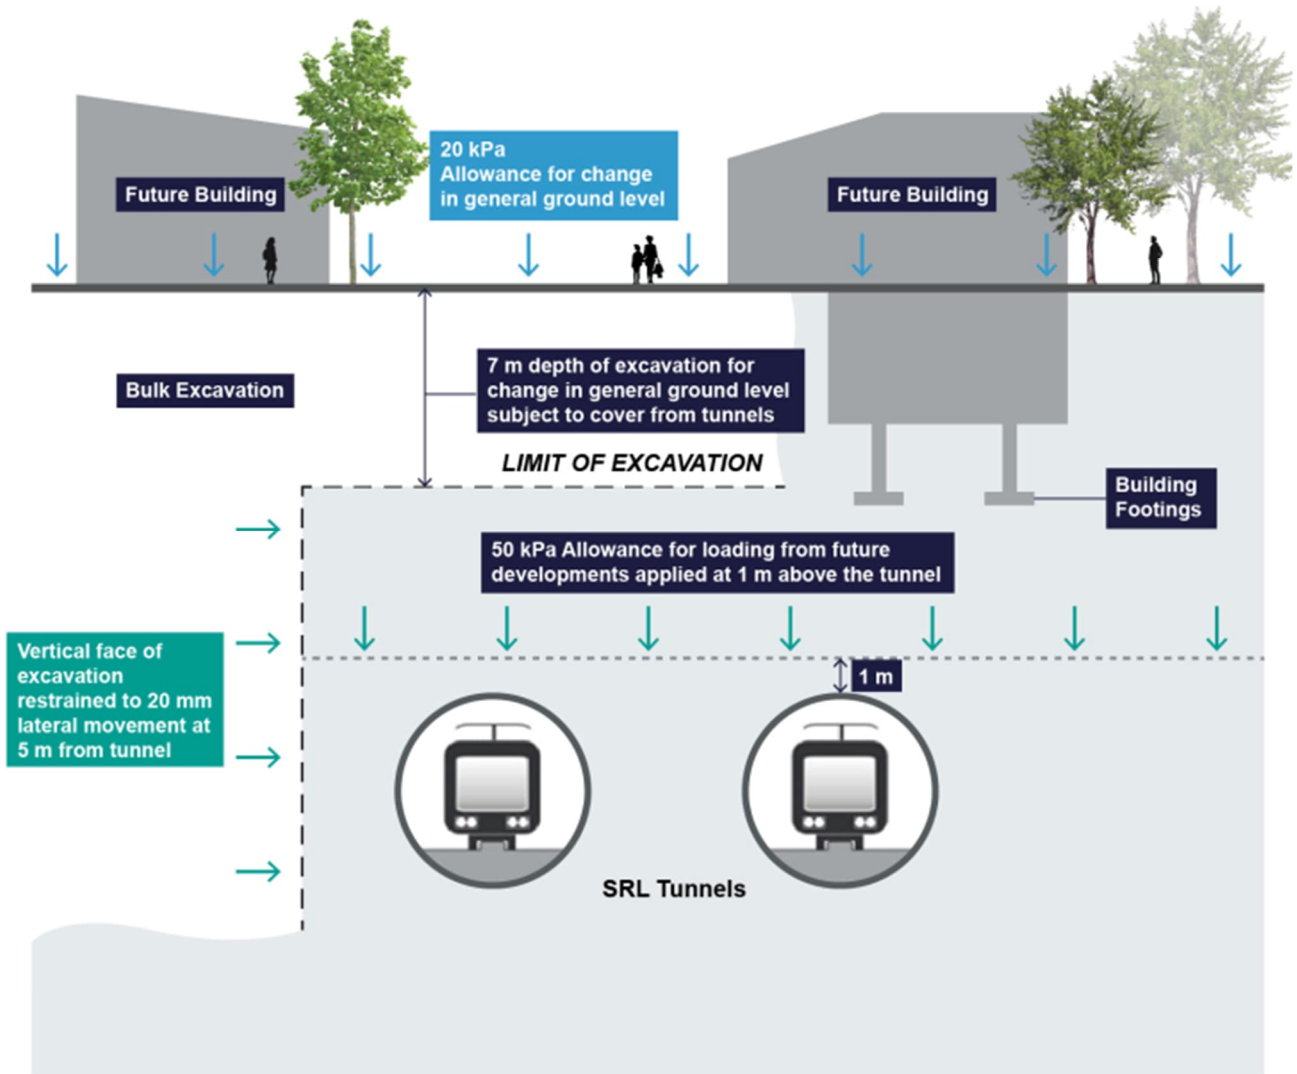 20 kPa
Allowance for change
in general ground level
Future Building
Future Building
Bulk Excavation
7 m depth of excavation for
change in general ground level
subject to cover from tunnels
LIMIT OF EXCAVATION
Building
Footings
50 kPa Allowance for loading from future
developments applied at 1 m above the tunnel
Vertical face of
excavation
restrained to 20 mm
lateral movement at
5 m from tunnel
1 m
SRL Tunnels